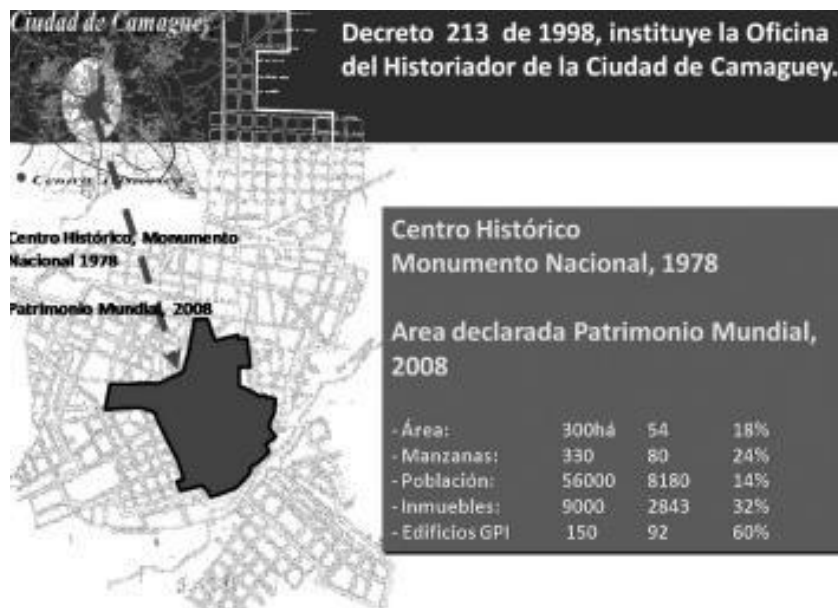 Ciudad de Camaguey
Decreto 213 de 1998, instituye la Oficina
del Historiador de la Ciudad de Camaguey.
Centro Histórico, Monumento
Nacional 1978
Patrimonio Mundial, 2008
Centro Histórico
Monumento Nacional, 1978
Area declarada Patrimonio Mundial,
2008
- Área: 300há 54 18%
- Manzanas: 330 80 24%
- Población: 56000 8180 14%
- Inmuebles: 9000 2843 32%
- Edificios GPI 150 92 60%